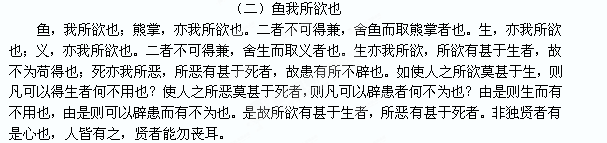 （二）鱼我所欲也
鱼，我所欲也；熊掌，亦我所欲也。二者不可得兼，舍鱼而取熊掌者也。生，亦我所欲
也；义，亦我所欲也。二者不可得兼，舍生而取义者也。生亦我所欲，所欲有甚于生者，故
不为苟得也；死亦我所恶，所恶有甚于死者，故患有所不辟也。如使人之所欲莫甚于生，则
凡可以得生者何不用也？使人之所恶莫甚于死者，则凡可以辟患者何不为也？由是则生而有
不用也，由是则可以辟患而有不为也。是故所欲有甚于生者，所恶有甚于死者。非独贤者有
是心也，人皆有之，贤者能勿丧耳。